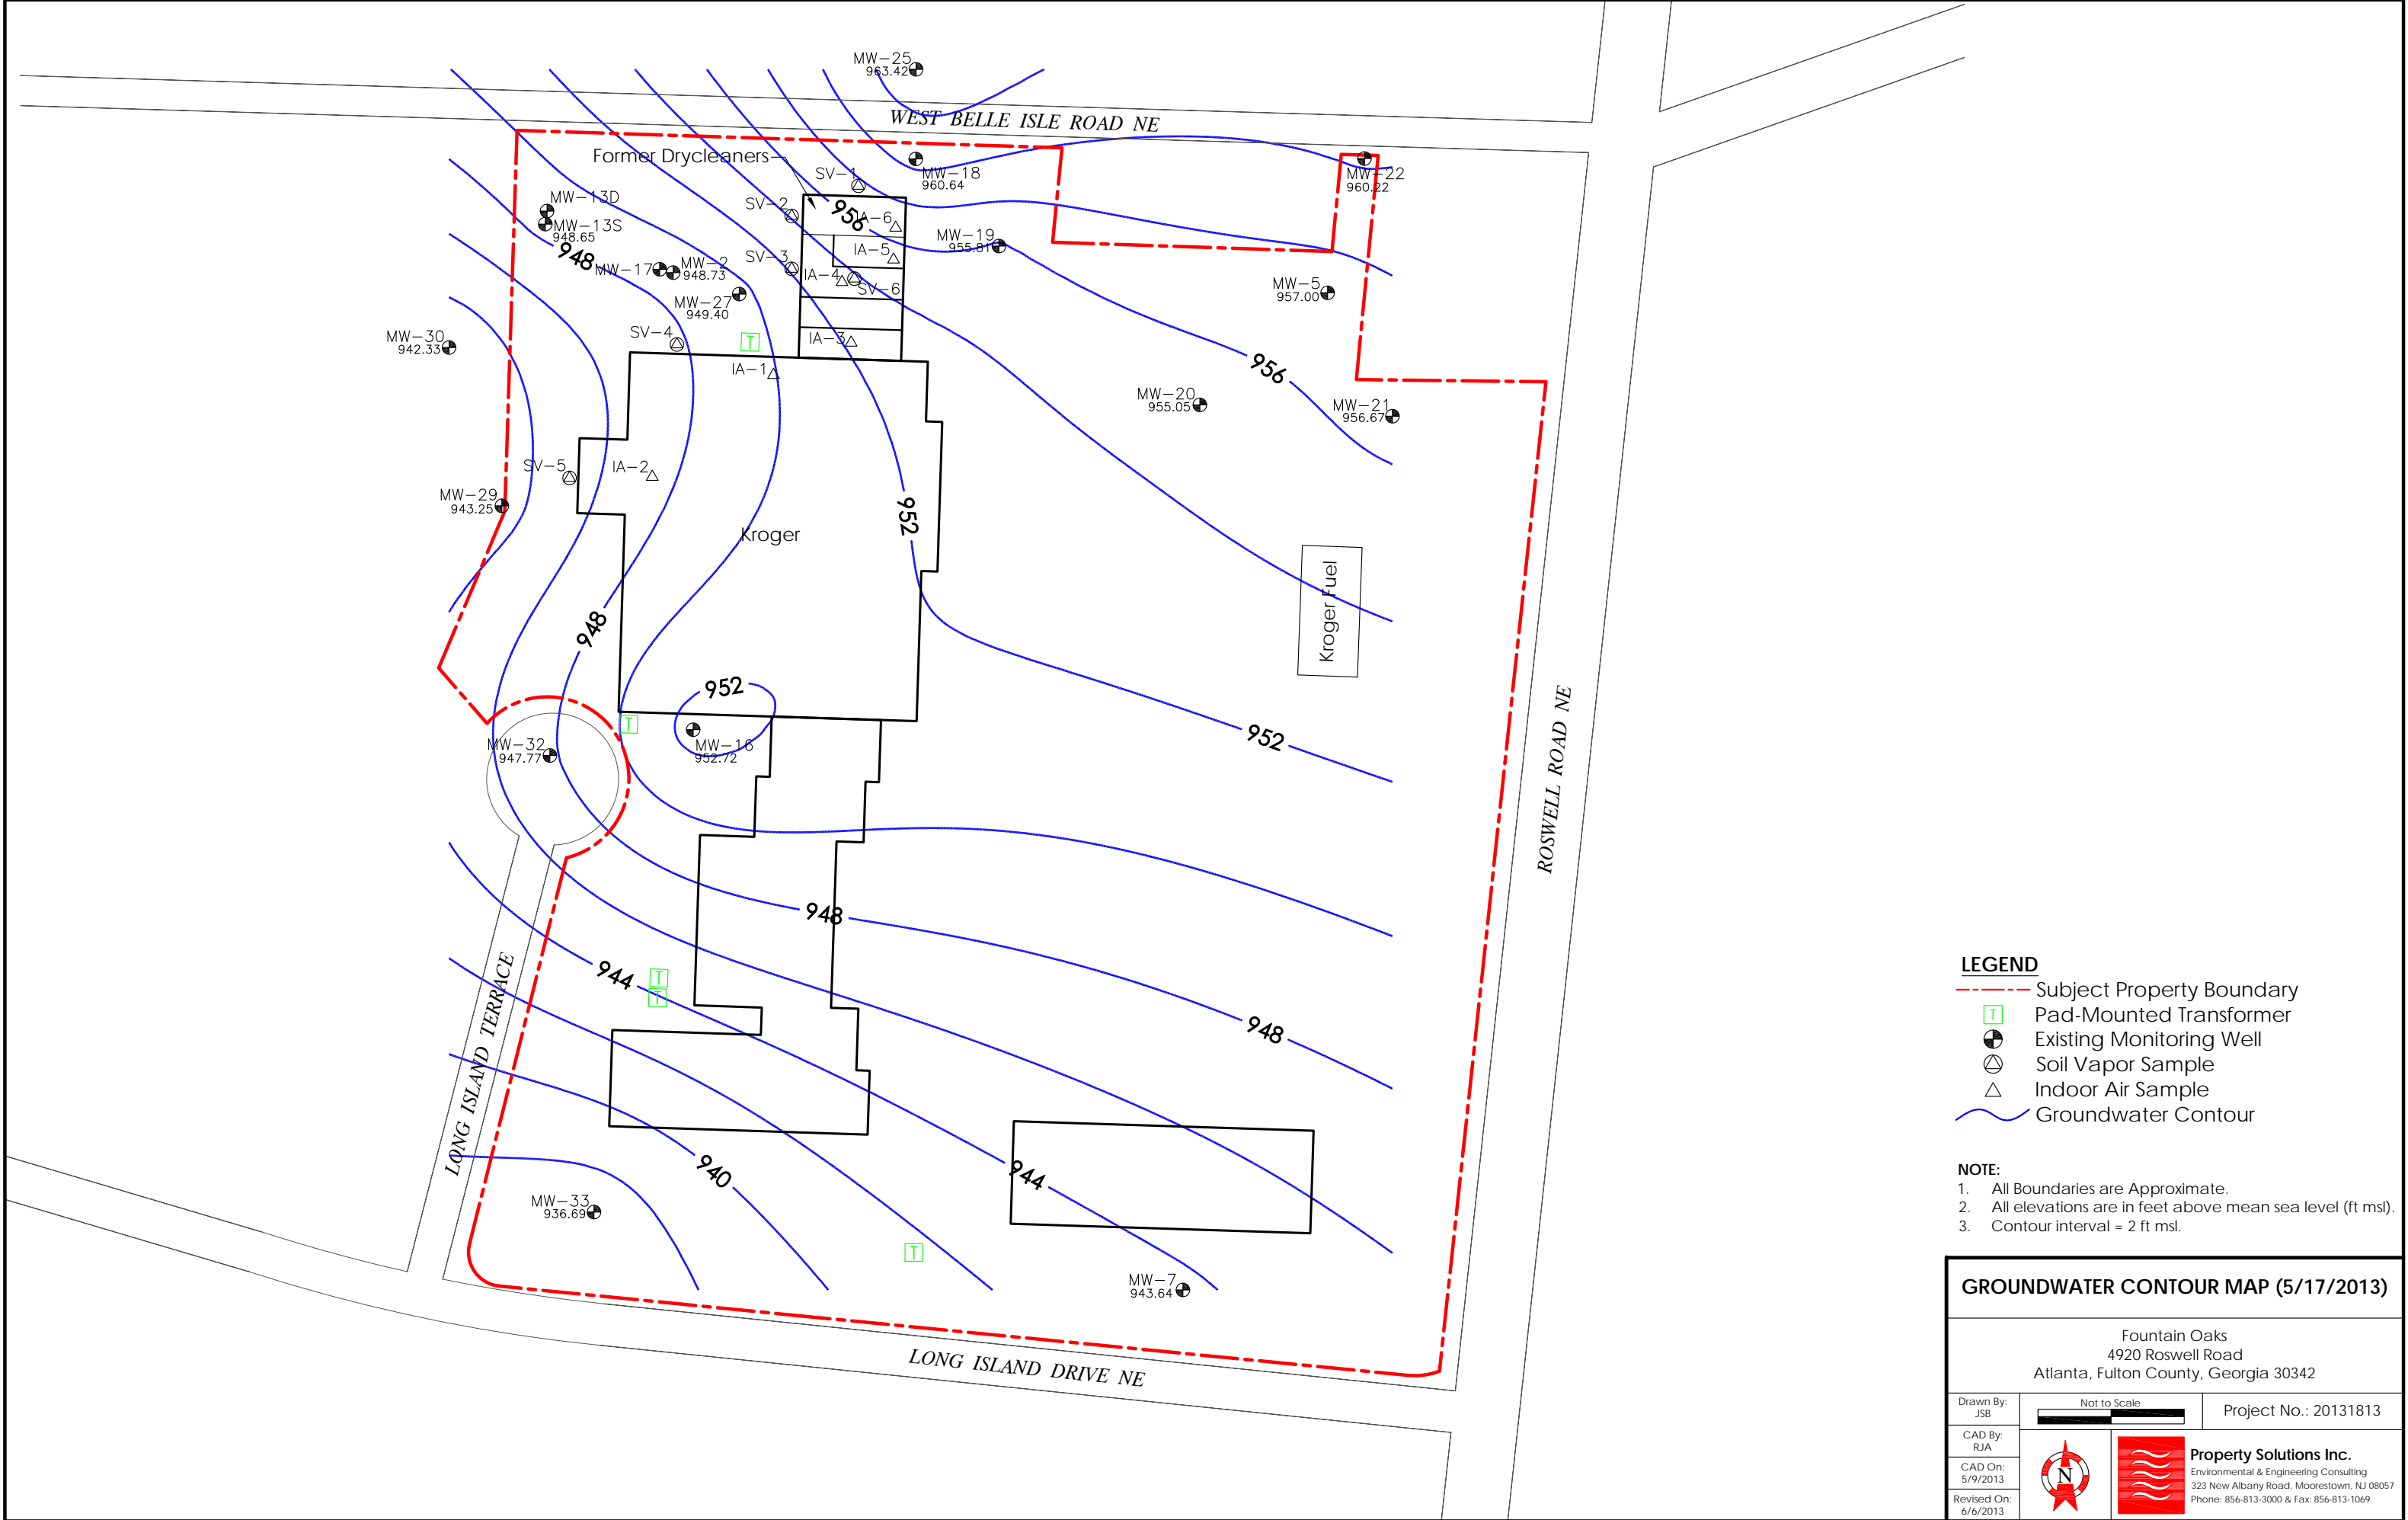 MW-25
963.42
WEST BELLE ISLE ROAD NE
Former Drycleaners
SV-1
MW-18
960.64
MW-22
960.22
MW-13D
MW-13S
948.65
SV-2
956
IA-6
MW-19
955.81
948
MW-17
MW-2
948.73
SV-3
IA-5
IA-4
SV-6
MW-27
949.40
MW-5
957.00
MW-30
942.33
SV-4
T
IA-3
IA-1
956
MW-20
955.05
MW-21
956.67
SV-5
IA-2
MW-29
943.25
952
Kroger
Kroger Fuel
948
952
T
MW-16
952.72
MW-32
947.77
952
ROSWELL ROAD NE
948
944
T
T
948
LONG ISLAND TERRACE
940
944
MW-33
936.69
T
MW-7
943.64
LONG ISLAND DRIVE NE
LEGEND
Subject Property Boundary
T Pad-Mounted Transformer
Existing Monitoring Well
Soil Vapor Sample
Indoor Air Sample
Groundwater Contour
NOTE:
1. All Boundaries are Approximate.
2. All elevations are in feet above mean sea level (ft msl).
3. Contour interval = 2 ft msl.
GROUNDWATER CONTOUR MAP (5/17/2013)
Fountain Oaks
4920 Roswell Road
Atlanta, Fulton County, Georgia 30342
Drawn By:
JSB
Not to Scale
Project No.: 20131813
CAD By:
RJA
CAD On:
5/9/2013
Revised On:
6/6/2013
N
Property Solutions Inc.
Environmental & Engineering Consulting
323 New Albany Road, Moorestown, NJ 08057
Phone: 856-813-3000 & Fax: 856-813-1069